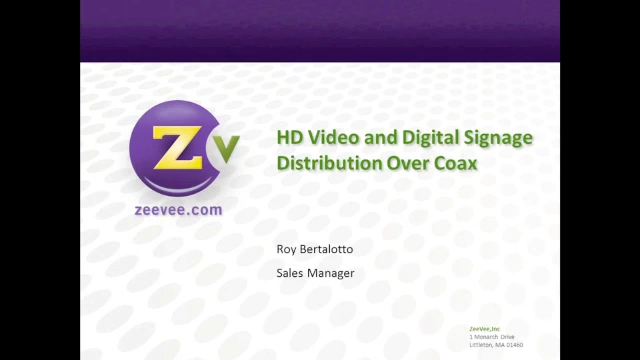 Z V
zeevee.com
HD Video and Digital Signage
Distribution Over Coax
Roy Bertalotto
Sales Manager
ZeeVee,Inc
1 Monarch Drive
Littleton, MA 01460